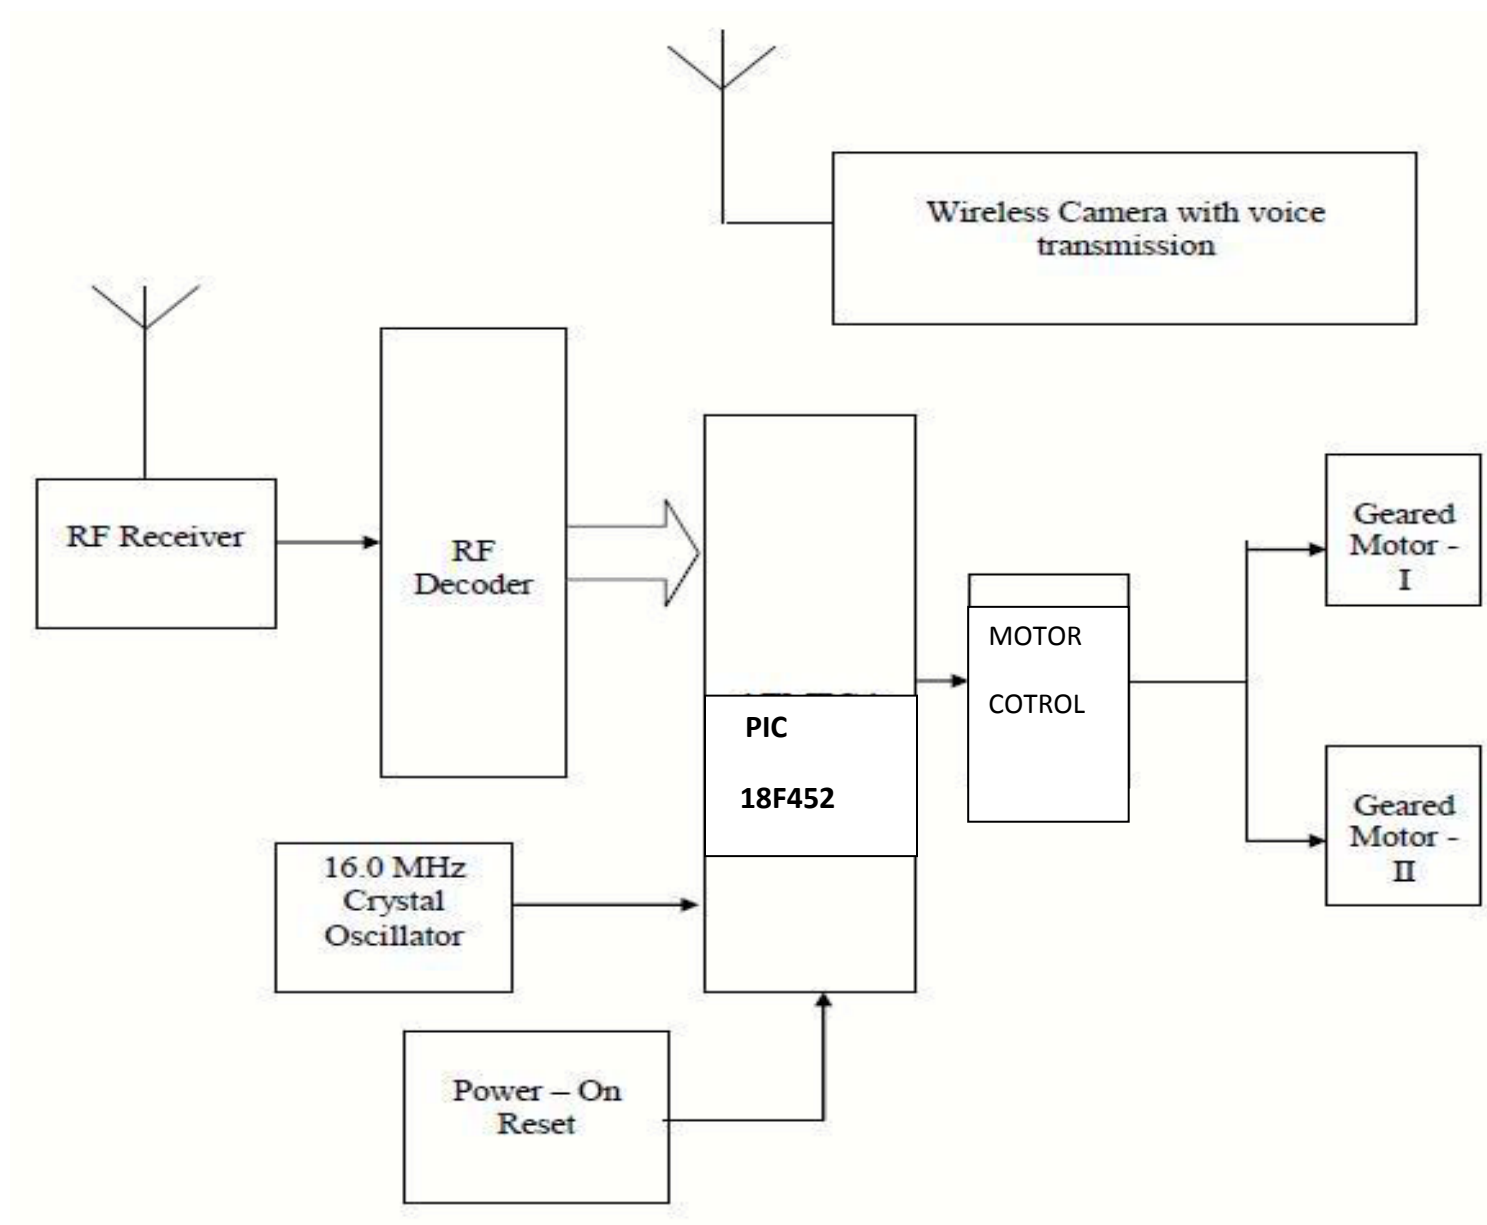 Wireless Camera with voice
transmission
RF Receiver
RF
Decoder
PIC
18F452
MOTOR
COTROL
Geared
Motor -
I
Geared
Motor -
II
16.0 MHz
Crystal
Oscillator
Power – On
Reset